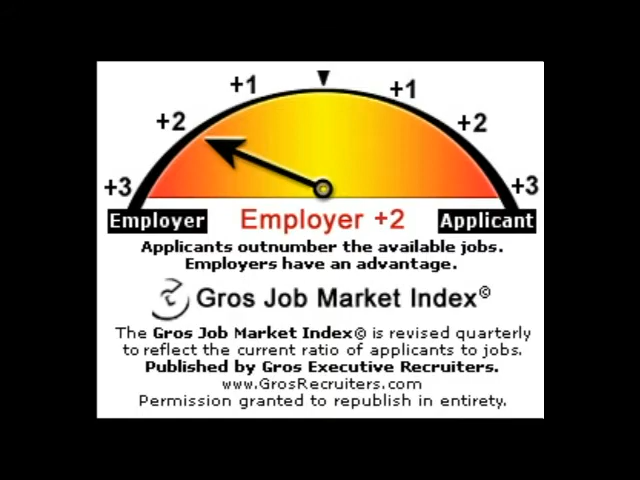 +1 +1
+2 +2
+3 +3
Employer Employer +2 Applicant
Applicants outnumber the available jobs.
Employers have an advantage.
Gros Job Market Index©
The Gros Job Market Index© is revised quarterly
to reflect the current ratio of applicants to jobs.
Published by Gros Executive Recruiters.
www.GrosRecruiters.com
Permission granted to republish in entirety.